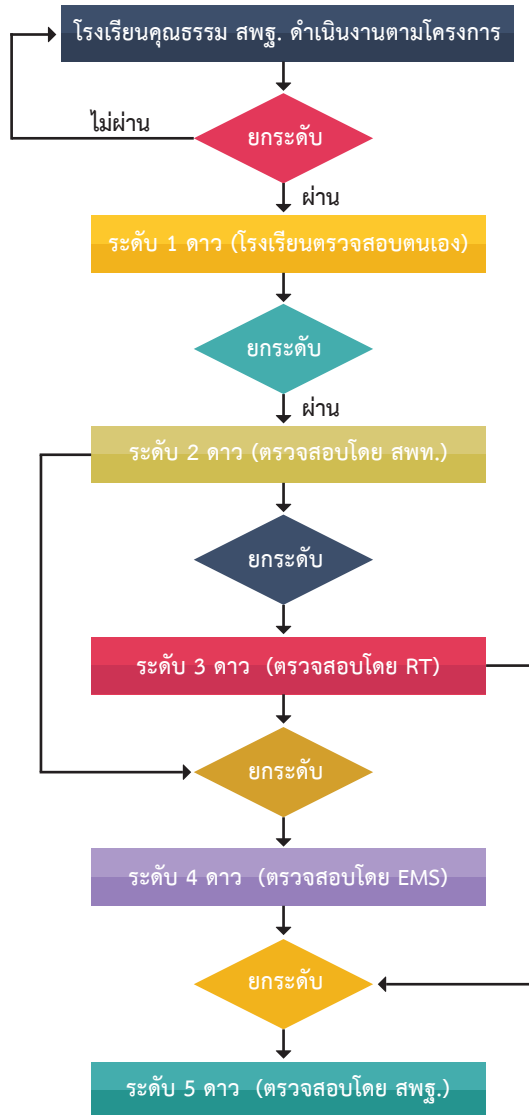 โรงเรียนคุณธรรม สพฐ. ดำเนินงานตามโครงการ
ไม่ผ่าน
ยกระดับ
ผ่าน
ระดับ 1 ดาว (โรงเรียนตรวจสอบตนเอง)
ยกระดับ
ผ่าน
ระดับ 2 ดาว (ตรวจสอบโดย สพท.)
ยกระดับ
ระดับ 3 ดาว (ตรวจสอบโดย RT)
ยกระดับ
ระดับ 4 ดาว (ตรวจสอบโดย EMS)
ยกระดับ
ระดับ 5 ดาว (ตรวจสอบโดย สพฐ.)